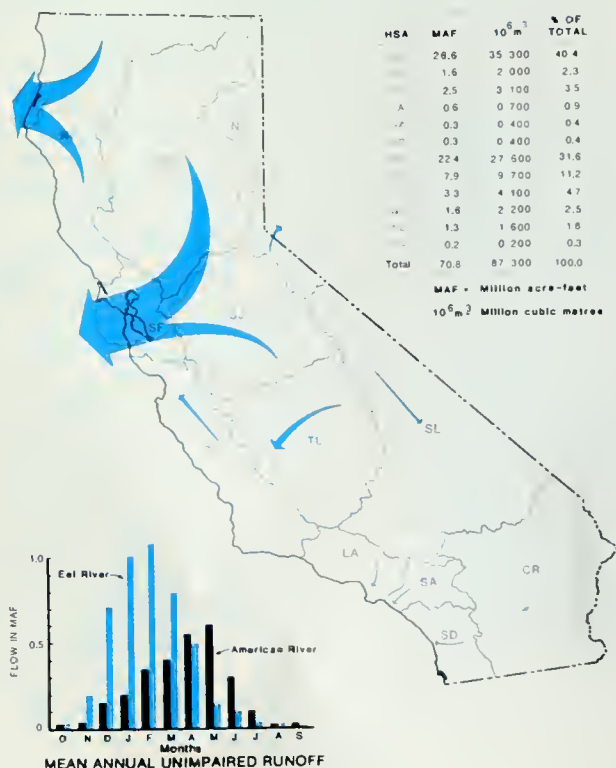 HSA MAF 10⁶m³ % OF TOTAL
28.6 35 300 40.4
1.6 2 000 2.3
2.5 3 100 3.5
A 0.6 0 700 0.9
0.3 0 400 0.4
0.3 0 400 0.4
22.4 27 600 31.6
7.9 9 700 11.2
3.3 4 100 4.7
1.6 2 200 2.5
1.3 1 600 1.8
0.2 0 200 0.3
Total 70.8 87 300 100.0
MAF = Million acre-feet
10⁶m³ Million cubic metres
N
SF
SJ
TL
SL
LA
SA
CR
SD
1.0
Eel River
FLOW IN MAF
0.5
American River
0
O N D J F M A M J J A S
Months
MEAN ANNUAL UNIMPAIRED RUNOFF